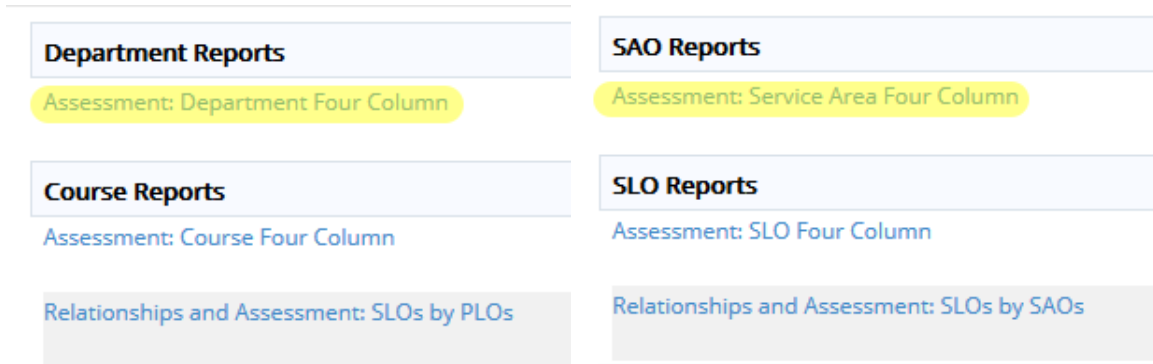 Department Reports
Assessment: Department Four Column
Course Reports
Assessment: Course Four Column
Relationships and Assessment: SLOs by PLOs
SAO Reports
Assessment: Service Area Four Column
SLO Reports
Assessment: SLO Four Column
Relationships and Assessment: SLOs by SAOs